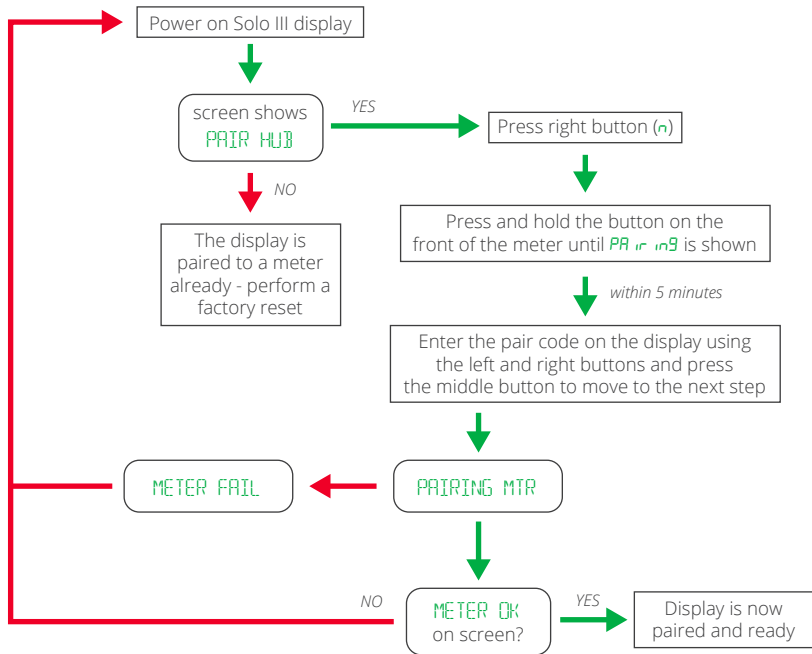 Power on Solo III display
screen shows
PAIR HUB
YES
Press right button (n)
NO
The display is
paired to a meter
already - perform a
factory reset
Press and hold the button on the
front of the meter until PAiring is shown
within 5 minutes
Enter the pair code on the display using
the left and right buttons and press
the middle button to move to the next step
METER FAIL
PAIRING MTR
NO
METER OK
on screen?
YES
Display is now
paired and ready